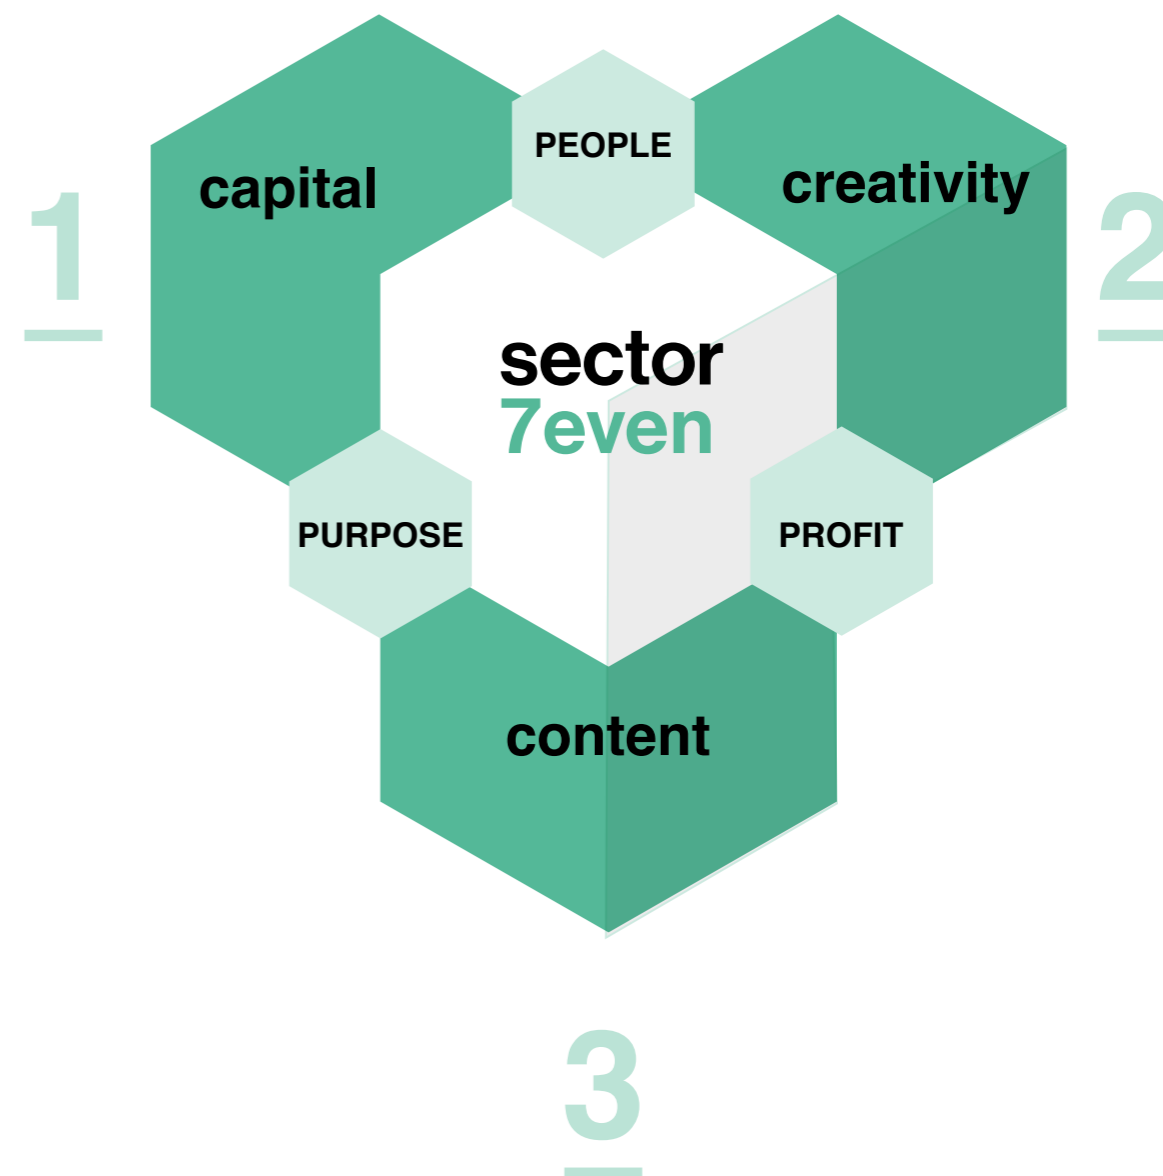 PEOPLE
capital
creativity
1
2
sector
7even
PURPOSE
PROFIT
content
3